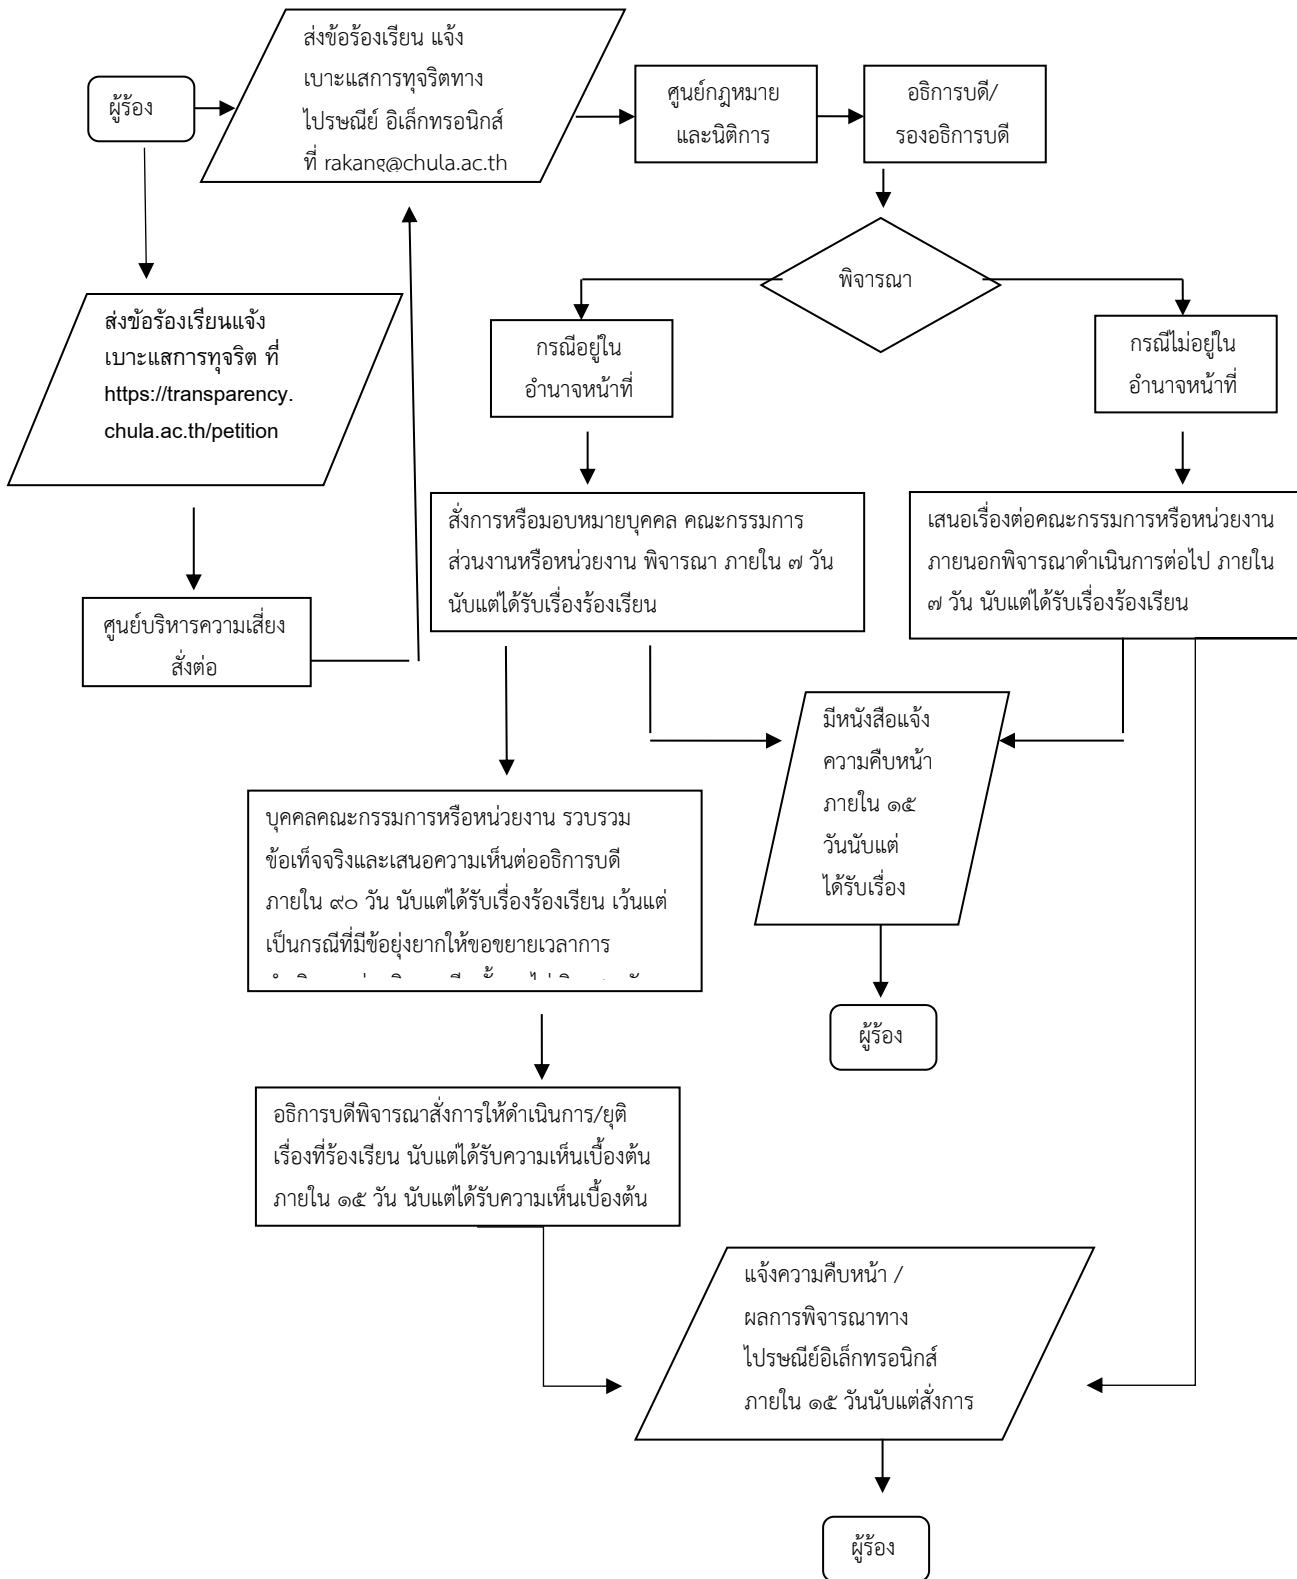 ผู้ร้อง
ส่งข้อร้องเรียน แจ้ง
เบาะแสการทุจริตทาง
ไปรษณีย์ อิเล็กทรอนิกส์
ที่ rakang@chula.ac.th
ศูนย์กฎหมาย
และนิติการ
อธิการบดี/
รองอธิการบดี
พิจารณา
ส่งข้อร้องเรียนแจ้ง
เบาะแสการทุจริต ที่
https://transparency.
chula.ac.th/petition
กรณีอยู่ใน
อำนาจหน้าที่
กรณีไม่อยู่ใน
อำนาจหน้าที่
สั่งการหรือมอบหมายบุคคล คณะกรรมการ
ส่วนงานหรือหน่วยงาน พิจารณา ภายใน ๗ วัน
นับแต่ได้รับเรื่องร้องเรียน
เสนอเรื่องต่อคณะกรรมการหรือหน่วยงาน
ภายนอกพิจารณาดำเนินการต่อไป ภายใน
๗ วัน นับแต่ได้รับเรื่องร้องเรียน
ศูนย์บริหารความเสี่ยง
สั่งต่อ
มีหนังสือแจ้ง
ความคืบหน้า
ภายใน ๑๕
วันนับแต่
ได้รับเรื่อง
บุคคลคณะกรรมการหรือหน่วยงาน รวบรวม
ข้อเท็จจริงและเสนอความเห็นต่ออธิการบดี
ภายใน ๙๐ วัน นับแต่ได้รับเรื่องร้องเรียน เว้นแต่
เป็นกรณีที่มีข้อยุ่งยากให้ขอขยายเวลาการ
ผู้ร้อง
อธิการบดีพิจารณาสั่งการให้ดำเนินการ/ยุติ
เรื่องที่ร้องเรียน นับแต่ได้รับความเห็นเบื้องต้น
ภายใน ๑๕ วัน นับแต่ได้รับความเห็นเบื้องต้น
แจ้งความคืบหน้า /
ผลการพิจารณาทาง
ไปรษณีย์อิเล็กทรอนิกส์
ภายใน ๑๕ วันนับแต่สั่งการ
ผู้ร้อง